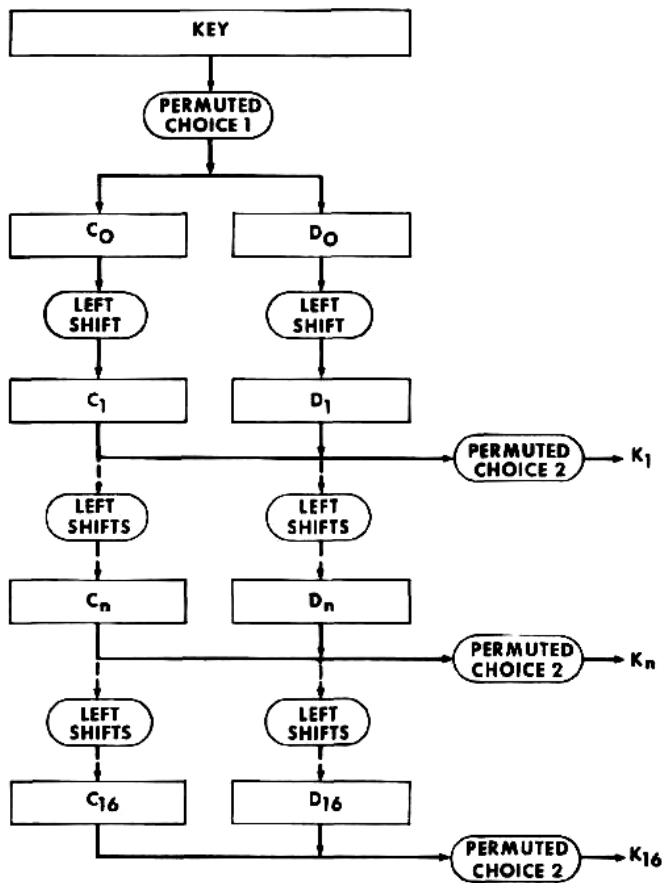 KEY
PERMUTED
CHOICE 1
C0
D0
LEFT
SHIFT
LEFT
SHIFT
C1
D1
PERMUTED
CHOICE 2
K1
LEFT
SHIFTS
LEFT
SHIFTS
Cn
Dn
PERMUTED
CHOICE 2
Kn
LEFT
SHIFTS
LEFT
SHIFTS
C16
D16
PERMUTED
CHOICE 2
K16